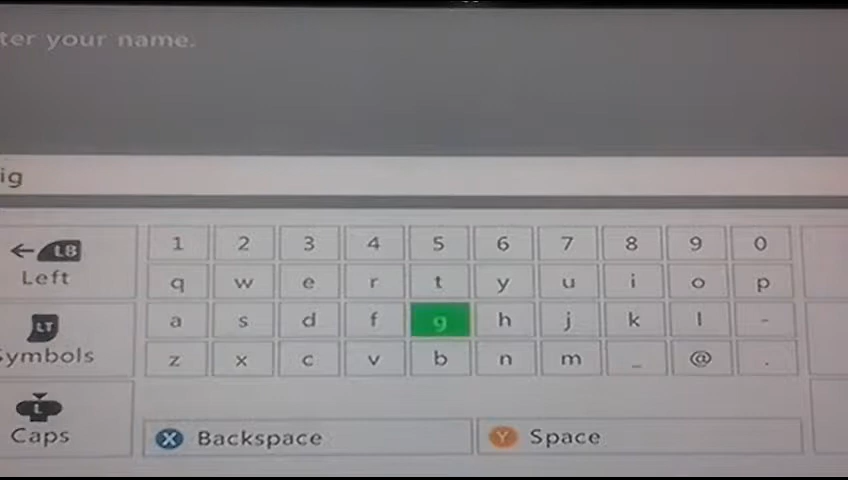 ter your name.
ig
LB 1 2 3 4 5 6 7 8 9 0
Left q w e r t y u i o p
LT a s d f g h j k l -
Symbols z x c v b n m _ @ .
L
Caps X Backspace Y Space